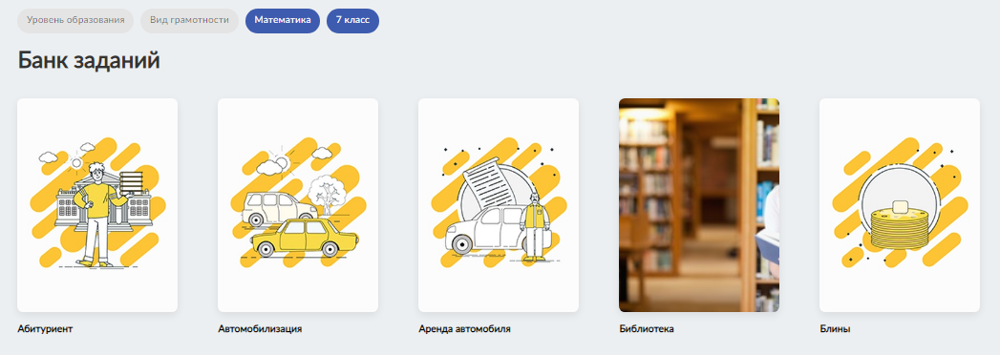 Уровень образования Вид грамотности Математика 7 класс
Банк заданий
Абитуриент Автомобилизация Аренда автомобиля Библиотека Блины